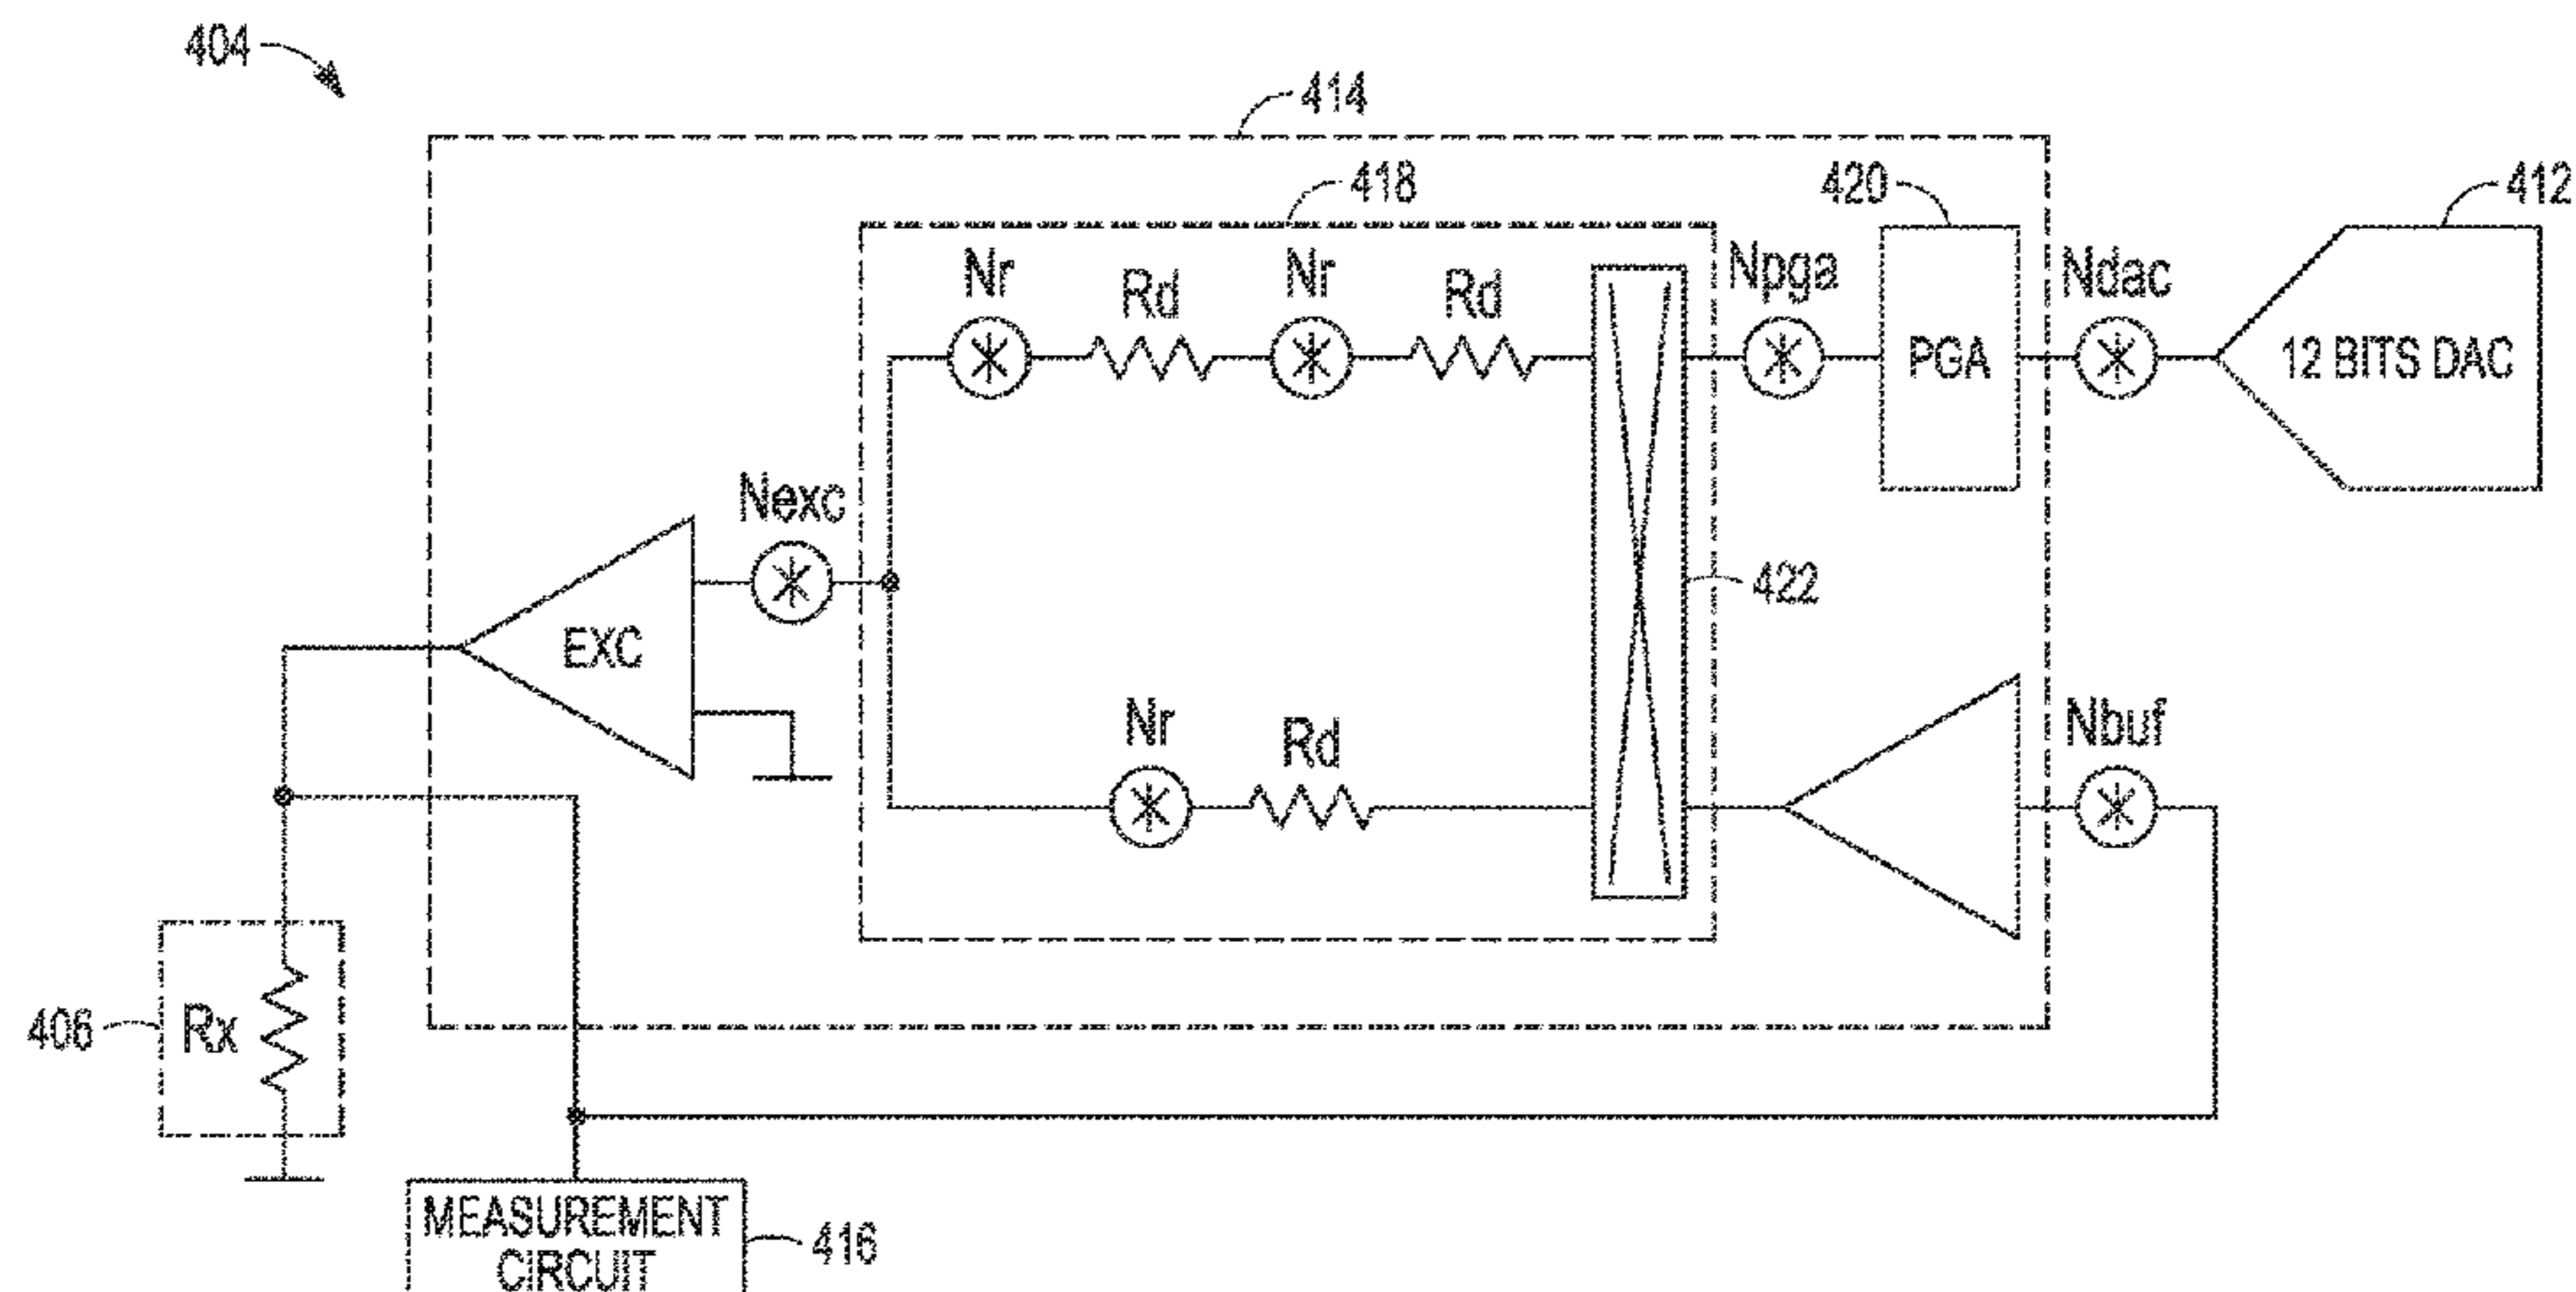 404
414
418
420
412
Nr
Rd
Nr
Rd
Npga
Ndac
PGA
12 BITS DAC
Nexc
EXC
422
Nr
Rd
Nbuf
406
Rx
MEASUREMENT
CIRCUIT
416